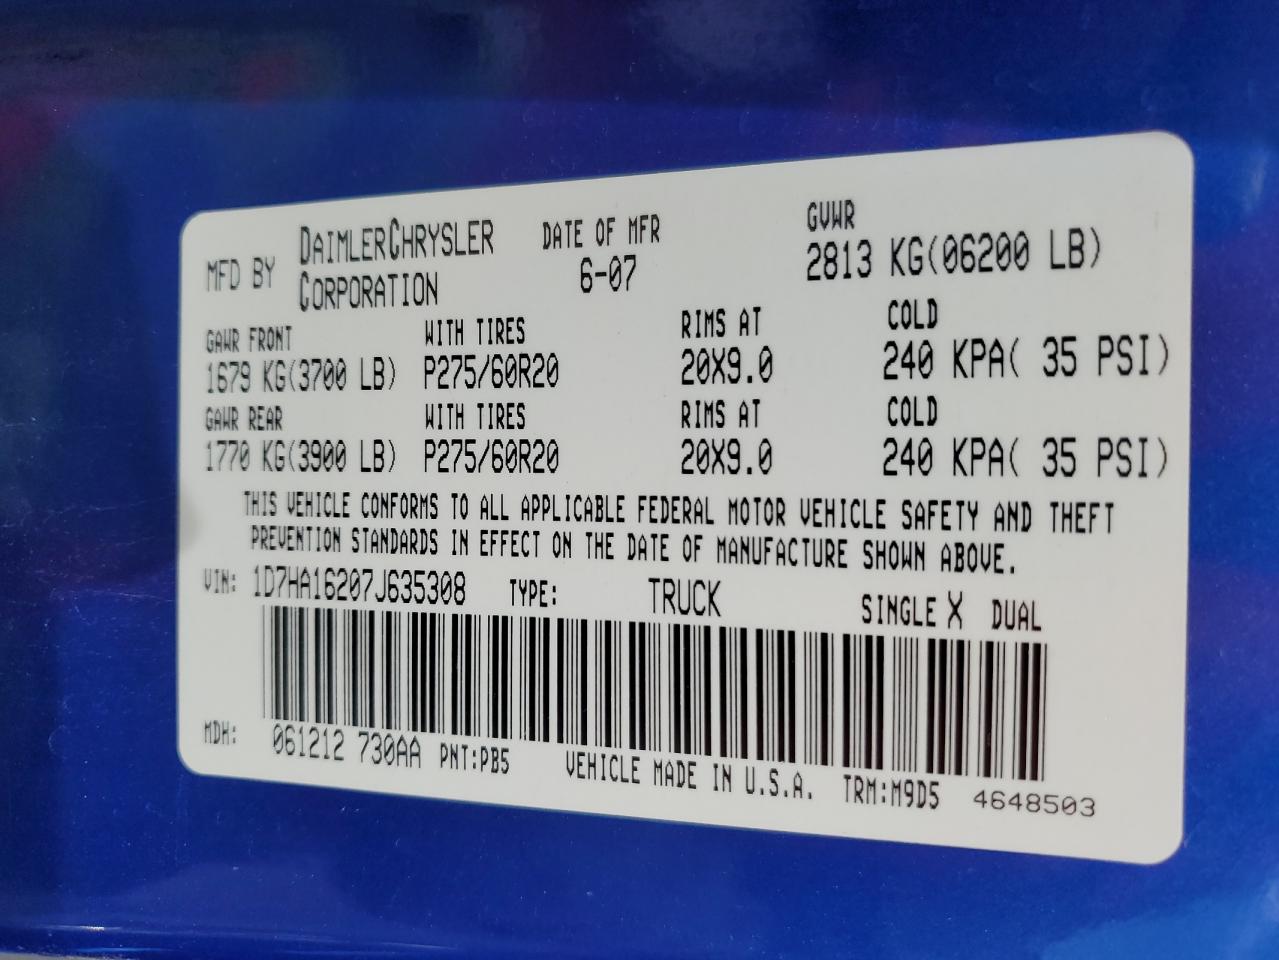 MFD BY DAIMLERCHRYSLER CORPORATION DATE OF MFR 6-07 GVWR 2813 KG(06200 LB)
GAWR FRONT WITH TIRES RIMS AT COLD
1679 KG(3700 LB) P275/60R20 20X9.0 240 KPA( 35 PSI)
GAWR REAR WITH TIRES RIMS AT COLD
1770 KG(3900 LB) P275/60R20 20X9.0 240 KPA( 35 PSI)
THIS VEHICLE CONFORMS TO ALL APPLICABLE FEDERAL MOTOR VEHICLE SAFETY AND THEFT
PREVENTION STANDARDS IN EFFECT ON THE DATE OF MANUFACTURE SHOWN ABOVE.
VIN: 1D7HA16207J635308 TYPE: TRUCK SINGLE X DUAL
MDH: 061212 730AA PNT:PB5 VEHICLE MADE IN U.S.A. TRM:M9D5 4648503